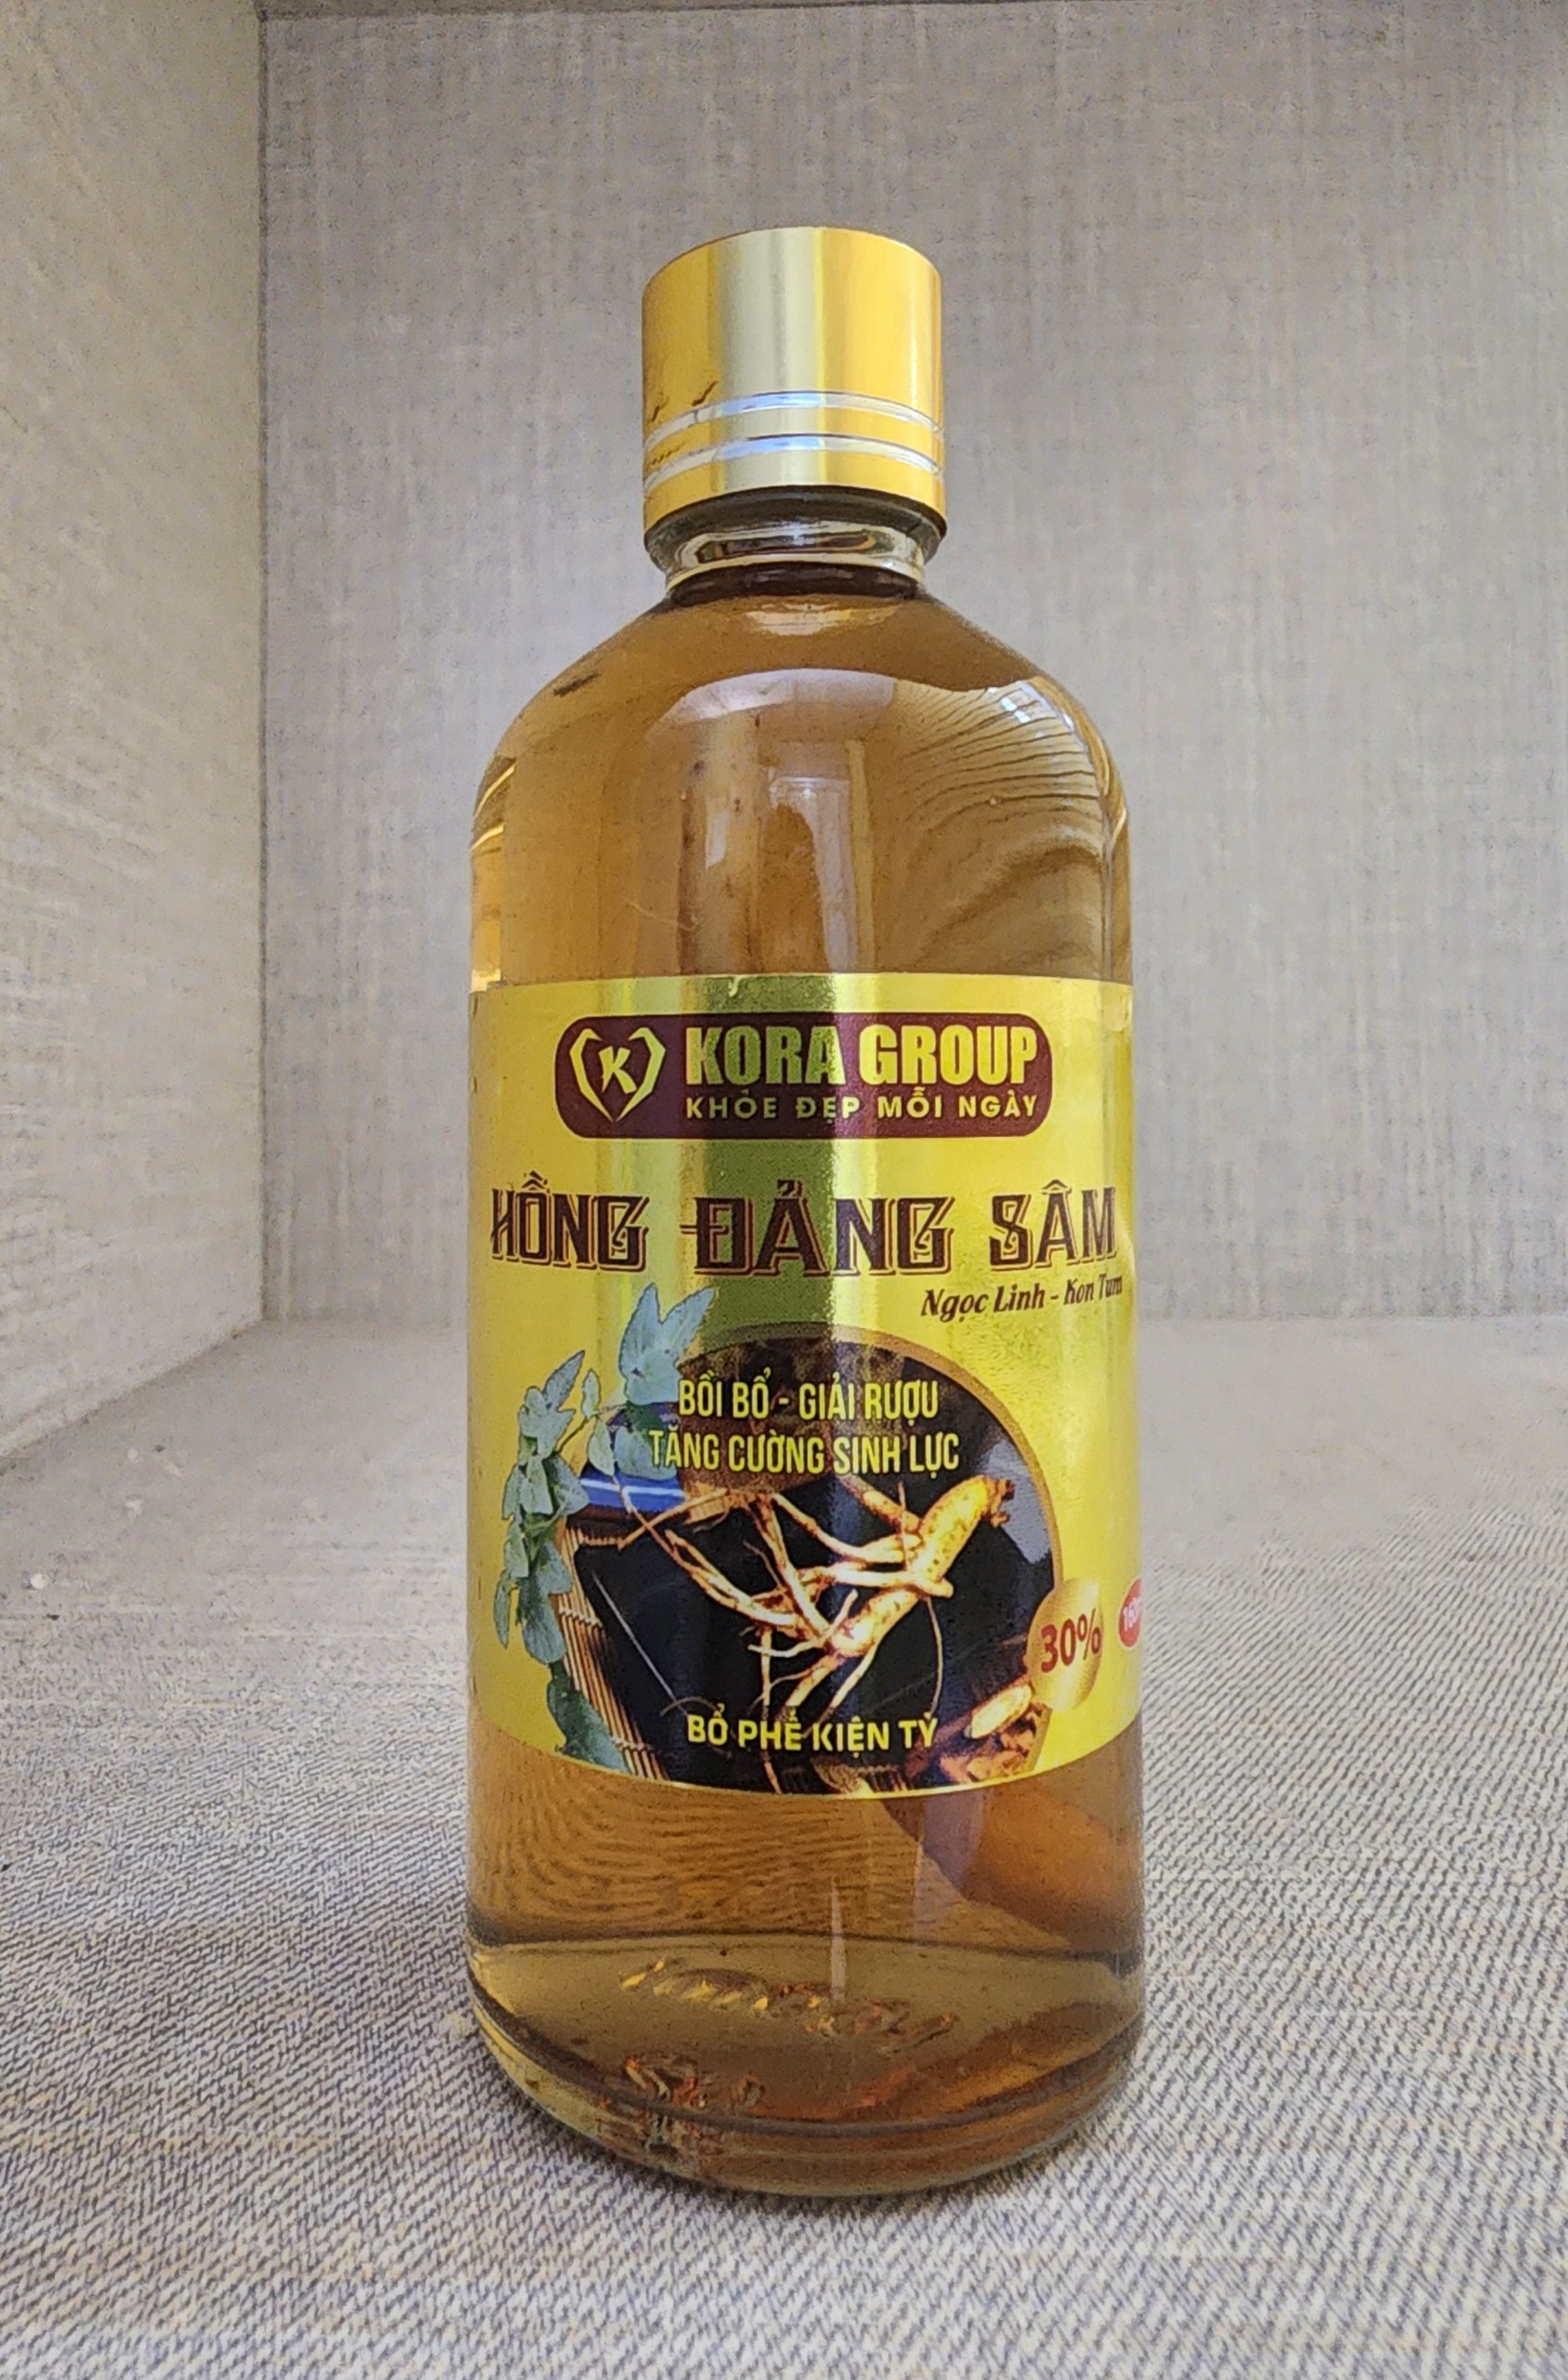 K
KORA GROUP
KHỎE ĐẸP MỖI NGÀY
HỒNG ĐẢNG SÂM
Ngọc Linh - Kon Tum
BỒI BỔ - GIẢI RƯỢU
TĂNG CƯỜNG SINH LỰC
30%
BỔ PHẾ KIỆN TỲ